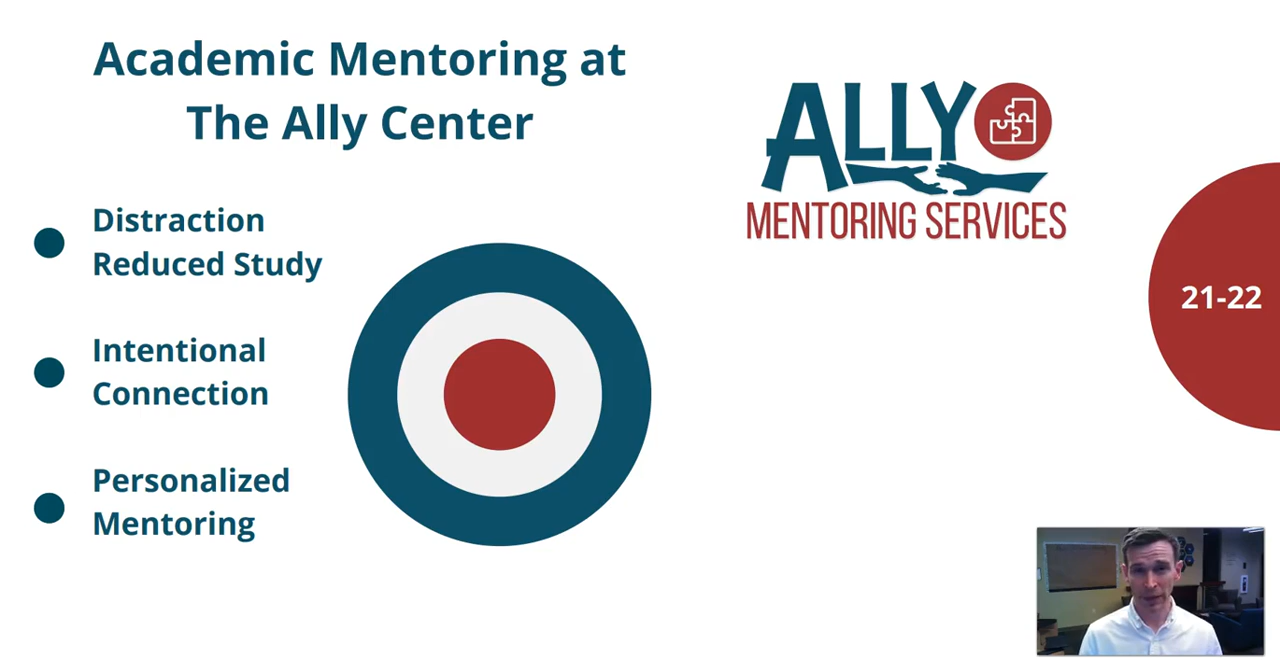 Academic Mentoring at
The Ally Center
Distraction
Reduced Study
Intentional
Connection
Personalized
Mentoring
ALLY
MENTORING SERVICES
21-22